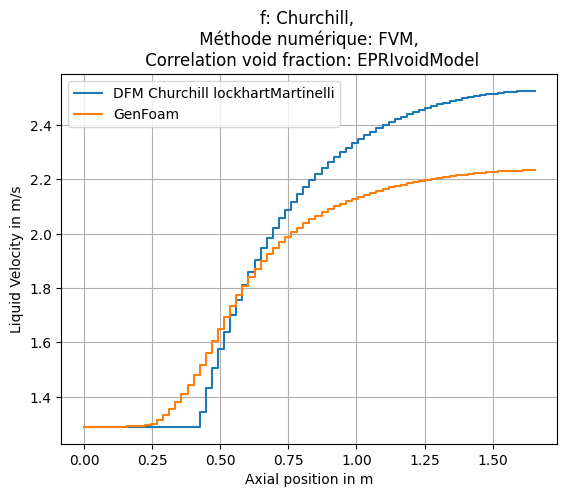 f: Churchill,
Méthode numérique: FVM,
Correlation void fraction: EPRIvoidModel
DFM Churchill lockhartMartinelli
GenFoam
Liquid Velocity in m/s
2.4
2.2
2.0
1.8
1.6
1.4
0.00 0.25 0.50 0.75 1.00 1.25 1.50
Axial position in m